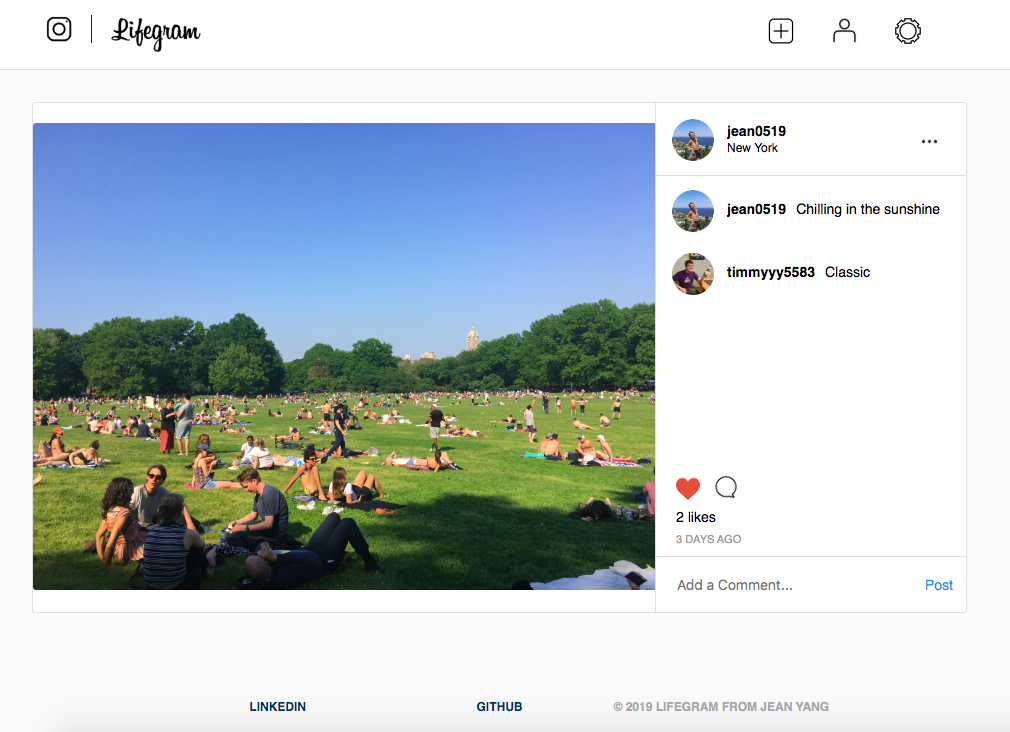 Lifegram
jean0519
New York
jean0519 Chilling in the sunshine
timmyyy5583 Classic
2 likes
3 DAYS AGO
Add a Comment... Post
LINKEDIN GITHUB © 2019 LIFEGRAM FROM JEAN YANG